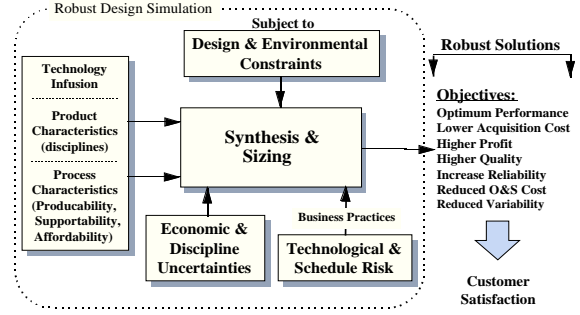 Robust Design Simulation
Subject to
Design & Environmental
Constraints
Robust Solutions
Technology
Infusion
Product
Characteristics
(disciplines)
Process
Characteristics
(Producability,
Supportability,
Affordability)
Synthesis &
Sizing
Objectives:
Optimum Performance
Lower Acquisition Cost
Higher Profit
Higher Quality
Increase Reliability
Reduced O&S Cost
Reduced Variability
Economic &
Discipline
Uncertainties
Business Practices
Technological &
Schedule Risk
Customer
Satisfaction